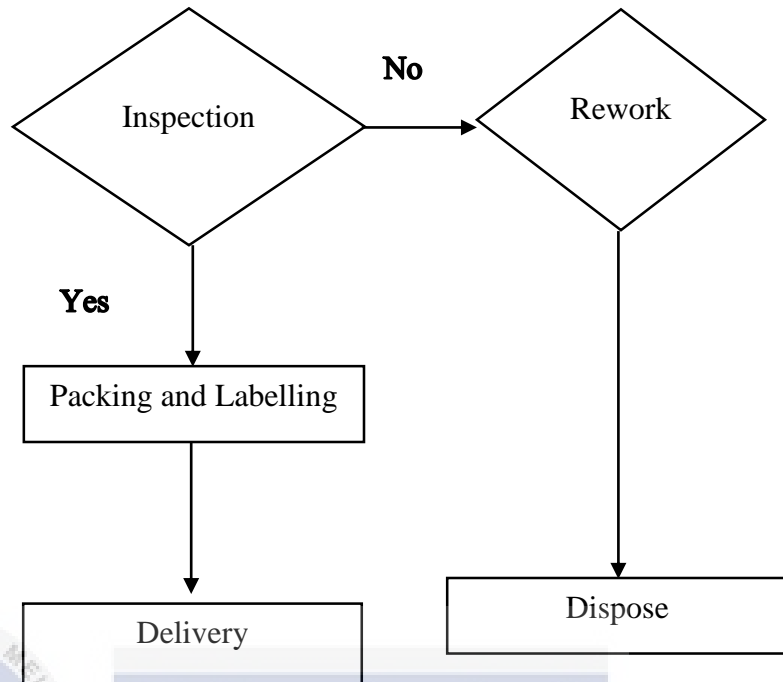 No
Inspection
Rework
Yes
Packing and Labelling
Dispose
Delivery